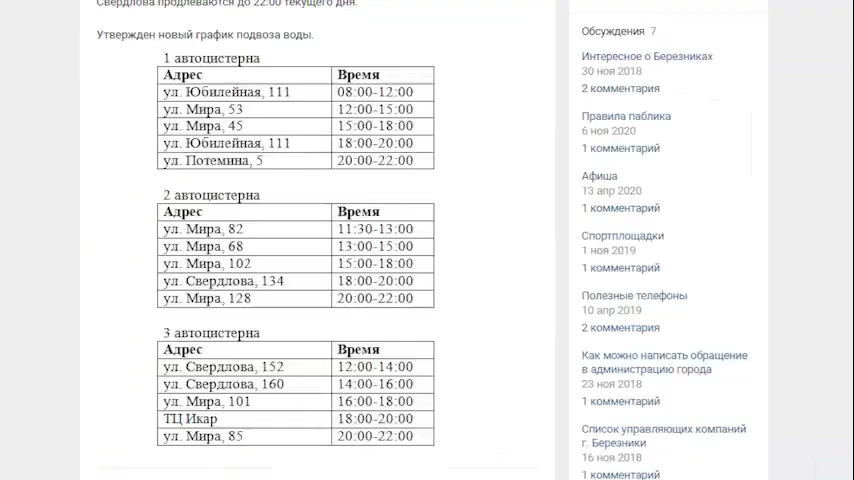 Свердлова продлеваются до 22:00 текущего дня.
Утвержден новый график подвоза воды.
1 автоцистерна
Адрес Время
ул. Юбилейная, 111 08:00-12:00
ул. Мира, 53 12:00-15:00
ул. Мира, 45 15:00-18:00
ул. Юбилейная, 111 18:00-20:00
ул. Потемина, 5 20:00-22:00
2 автоцистерна
Адрес Время
ул. Мира, 82 11:30-13:00
ул. Мира, 68 13:00-15:00
ул. Мира, 102 15:00-18:00
ул. Свердлова, 134 18:00-20:00
ул. Мира, 128 20:00-22:00
3 автоцистерна
Адрес Время
ул. Свердлова, 152 12:00-14:00
ул. Свердлова, 160 14:00-16:00
ул. Мира, 101 16:00-18:00
ТЦ Икар 18:00-20:00
ул. Мира, 85 20:00-22:00
Обсуждения 7
Интересное о Березниках
30 ноя 2018
2 комментария
Правила паблика
6 ноя 2020
1 комментарий
Афиша
13 апр 2020
1 комментарий
Спортплощадки
1 ноя 2019
1 комментарий
Полезные телефоны
10 апр 2019
2 комментария
Как можно написать обращение
в администрацию города
23 ноя 2018
1 комментарий
Список управляющих компаний
г. Березники
16 ноя 2018
1 комментарий